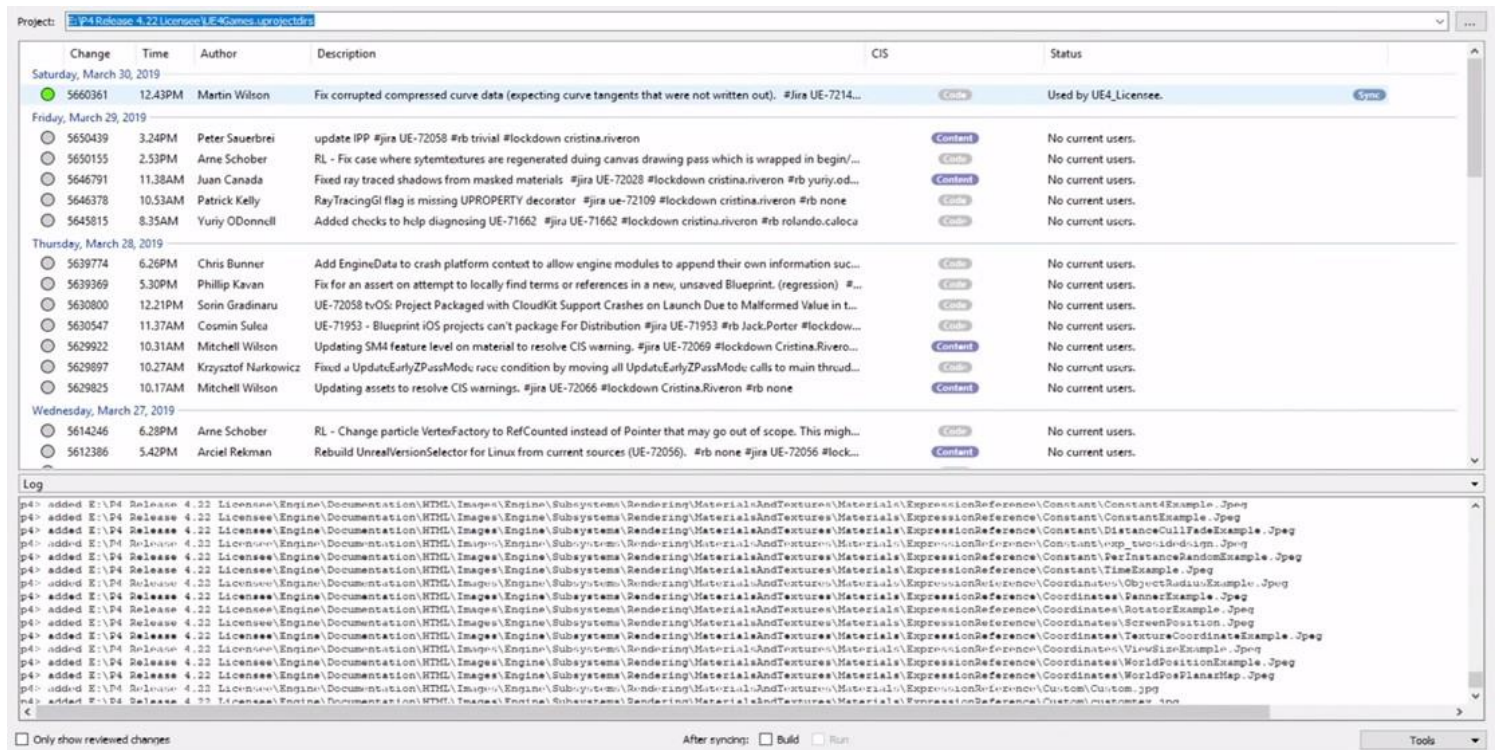 Project: E:\P4 Release 4.22 Licensee\UE4Games.uprojectdirs ...
Change Time Author Description CIS Status
Saturday, March 30, 2019
5660361 12.43PM Martin Wilson Fix corrupted compressed curve data (expecting curve tangents that were not written out). #Jira UE-7214... Code Used by UE4_Licensee. Sync
Friday, March 29, 2019
5650439 3.24PM Peter Sauerbrei update IPP #jira UE-72058 #rb trivial #lockdown cristina.riveron Content No current users.
5650155 2.53PM Arne Schober RL - Fix case where sytemtextures are regenerated duing canvas drawing pass which is wrapped in begin/... Code No current users.
5646791 11.38AM Juan Canada Fixed ray traced shadows from masked materials #jira UE-72028 #lockdown cristina.riveron #rb yuriy.od... Content No current users.
5646378 10.53AM Patrick Kelly RayTracingGI flag is missing UPROPERTY decorator #jira ue-72109 #lockdown cristina.riveron #rb none Code No current users.
5645815 8.35AM Yuriy ODonnell Added checks to help diagnosing UE-71662 #jira UE-71662 #lockdown cristina.riveron #rb rolando.caloca Code No current users.
Thursday, March 28, 2019
5639774 6.26PM Chris Bunner Add EngineData to crash platform context to allow engine modules to append their own information suc... Code No current users.
5639369 5.30PM Phillip Kavan Fix for an assert on attempt to locally find terms or references in a new, unsaved Blueprint. (regression) #... Code No current users.
5630800 12.21PM Sorin Gradinaru UE-72058 tvOS: Project Packaged with CloudKit Support Crashes on Launch Due to Malformed Value in t... Code No current users.
5630547 11.37AM Cosmin Sulea UE-71953 - Blueprint iOS projects can't package For Distribution #jira UE-71953 #rb Jack.Porter #lockdow... Code No current users.
5629922 10.31AM Mitchell Wilson Updating SM4 feature level on material to resolve CIS warning. #jira UE-72069 #lockdown Cristina.Rivero... Content No current users.
5629897 10.27AM Krzysztof Narkowicz Fixed a UpdateEarlyZPassMode race condition by moving all UpdateEarlyZPassMode calls to main thread... Code No current users.
5629825 10.17AM Mitchell Wilson Updating assets to resolve CIS warnings. #jira UE-72066 #lockdown Cristina.Riveron #rb none Content No current users.
Wednesday, March 27, 2019
5614246 6.28PM Arne Schober RL - Change particle VertexFactory to RefCounted instead of Pointer that may go out of scope. This migh... Code No current users.
5612386 5.42PM Arciel Rekman Rebuild UnrealVersionSelector for Linux from current sources (UE-72056). #rb none #jira UE-72056 #lock... Content No current users.
Log
p4> added E:\P4 Release 4.22 Licensee\Engine\Documentation\HTML\Images\Engine\Subsystems\Rendering\MaterialsAndTextures\Materials\ExpressionReference\Constant\Constant4Example.Jpeg
p4> added E:\P4 Release 4.22 Licensee\Engine\Documentation\HTML\Images\Engine\Subsystems\Rendering\MaterialsAndTextures\Materials\ExpressionReference\Constant\ConstantExample.Jpeg
p4> added E:\P4 Release 4.22 Licensee\Engine\Documentation\HTML\Images\Engine\Subsystems\Rendering\MaterialsAndTextures\Materials\ExpressionReference\Constant\DistanceCullFadeExample.Jpeg
p4> added E:\P4 Release 4.22 Licensee\Engine\Documentation\HTML\Images\Engine\Subsystems\Rendering\MaterialsAndTextures\Materials\ExpressionReference\Constant\exp_twosidedsign.Jpeg
p4> added E:\P4 Release 4.22 Licensee\Engine\Documentation\HTML\Images\Engine\Subsystems\Rendering\MaterialsAndTextures\Materials\ExpressionReference\Constant\PerInstanceRandomExample.Jpeg
p4> added E:\P4 Release 4.22 Licensee\Engine\Documentation\HTML\Images\Engine\Subsystems\Rendering\MaterialsAndTextures\Materials\ExpressionReference\Constant\TimeExample.Jpeg
p4> added E:\P4 Release 4.22 Licensee\Engine\Documentation\HTML\Images\Engine\Subsystems\Rendering\MaterialsAndTextures\Materials\ExpressionReference\Coordinates\ObjectRadiusExample.Jpeg
p4> added E:\P4 Release 4.22 Licensee\Engine\Documentation\HTML\Images\Engine\Subsystems\Rendering\MaterialsAndTextures\Materials\ExpressionReference\Coordinates\PannerExample.Jpeg
p4> added E:\P4 Release 4.22 Licensee\Engine\Documentation\HTML\Images\Engine\Subsystems\Rendering\MaterialsAndTextures\Materials\ExpressionReference\Coordinates\RotatorExample.Jpeg
p4> added E:\P4 Release 4.22 Licensee\Engine\Documentation\HTML\Images\Engine\Subsystems\Rendering\MaterialsAndTextures\Materials\ExpressionReference\Coordinates\ScreenPosition.Jpeg
p4> added E:\P4 Release 4.22 Licensee\Engine\Documentation\HTML\Images\Engine\Subsystems\Rendering\MaterialsAndTextures\Materials\ExpressionReference\Coordinates\TextureCoordinateExample.Jpeg
p4> added E:\P4 Release 4.22 Licensee\Engine\Documentation\HTML\Images\Engine\Subsystems\Rendering\MaterialsAndTextures\Materials\ExpressionReference\Coordinates\ViewSizeExample.Jpeg
p4> added E:\P4 Release 4.22 Licensee\Engine\Documentation\HTML\Images\Engine\Subsystems\Rendering\MaterialsAndTextures\Materials\ExpressionReference\Coordinates\WorldPositionExample.Jpeg
p4> added E:\P4 Release 4.22 Licensee\Engine\Documentation\HTML\Images\Engine\Subsystems\Rendering\MaterialsAndTextures\Materials\ExpressionReference\Coordinates\WorldPosPlanarMap.Jpeg
p4> added E:\P4 Release 4.22 Licensee\Engine\Documentation\HTML\Images\Engine\Subsystems\Rendering\MaterialsAndTextures\Materials\ExpressionReference\Custom\Custom.jpg
p4> added E:\P4 Release 4.22 Licensee\Engine\Documentation\HTML\Images\Engine\Subsystems\Rendering\MaterialsAndTextures\Materials\ExpressionReference\Custom\customtex.jpg
Only show reviewed changes After syncing: Build Run Tools